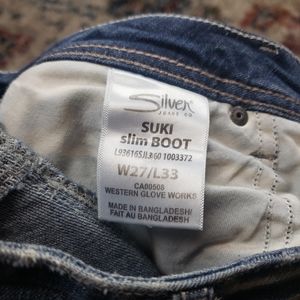 Silver
JEANS CO.
SUKI
slim BOOT
L93616SJL360 1003372
W27/L33
CA00508
WESTERN GLOVE WORKS
MADE IN BANGLADESH/
FAIT AU BANGLADESH